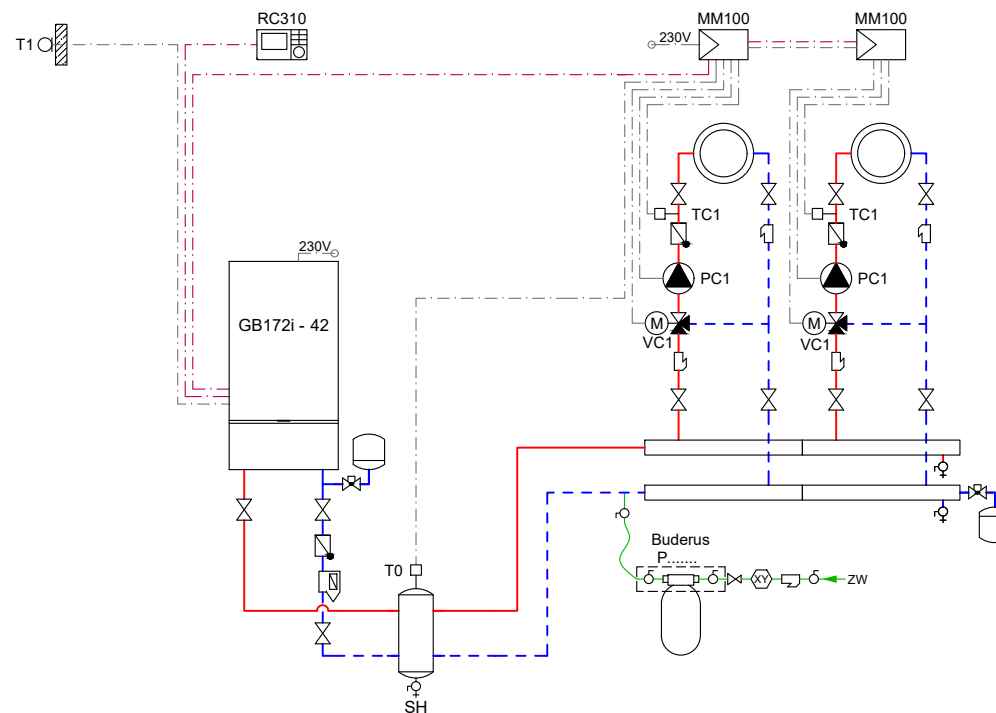 RC310
MM100
MM100
T1
230V
TC1
TC1
230V
PC1
PC1
GB172i - 42
M
M
VC1
VC1
Buderus
P.......
T0
XY
ZW
SH